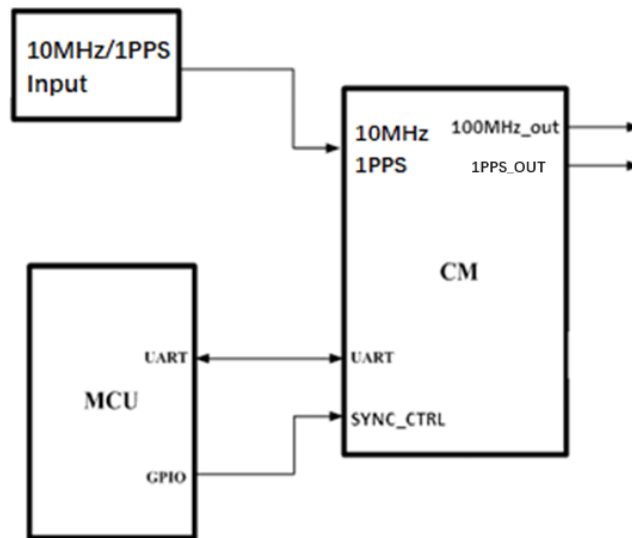 10MHz/1PPS
Input
10MHz
1PPS
100MHz_out
1PPS_OUT
CM
UART
SYNC_CTRL
UART
MCU
GPIO